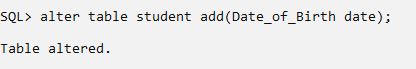 SQL> alter table student add(Date_of_Birth date);
Table altered.